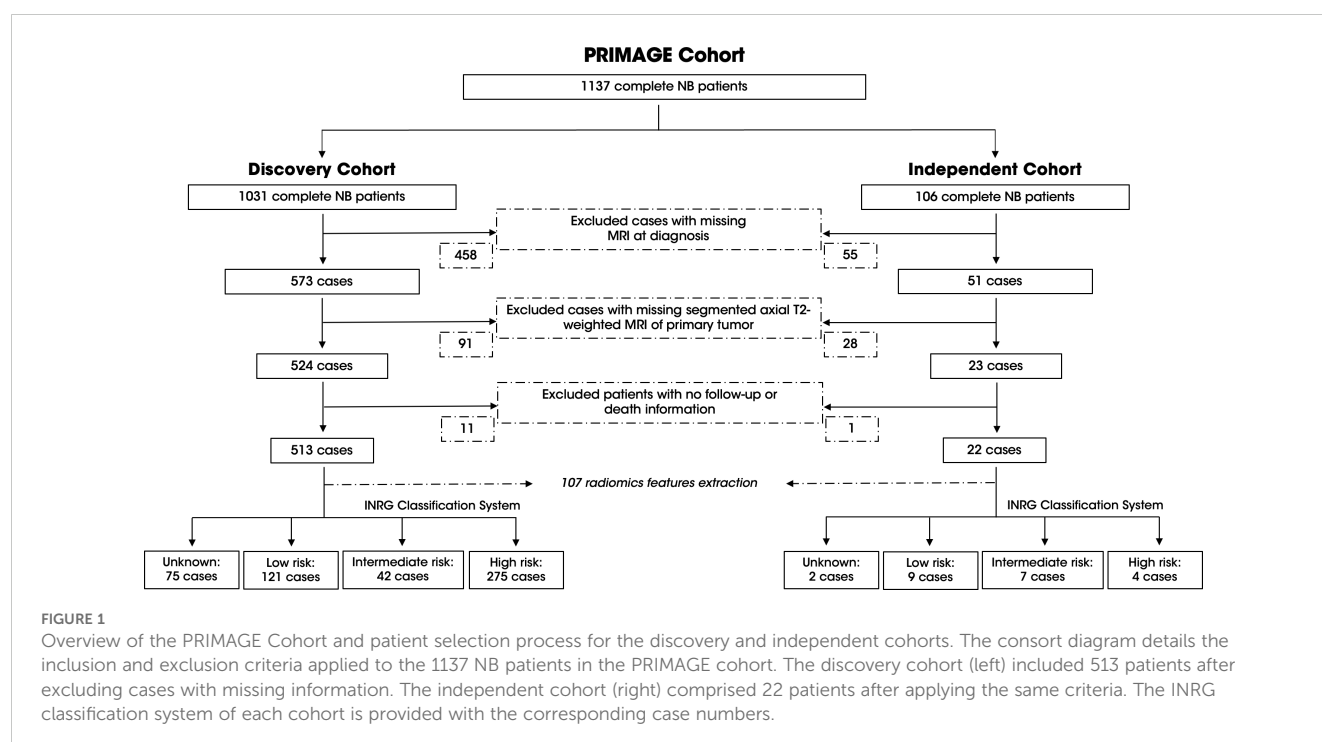 PRIMAGE Cohort
1137 complete NB patients
Discovery Cohort
Independent Cohort
1031 complete NB patients
106 complete NB patients
Excluded cases with missing
MRI at diagnosis
458
55
573 cases
51 cases
Excluded cases with missing segmented axial T2-
weighted MRI of primary tumor
91
28
524 cases
23 cases
Excluded patients with no follow-up or
death information
11
1
513 cases
22 cases
107 radiomics features extraction
INRG Classification System
INRG Classification System
Unknown:
75 cases
Low risk:
121 cases
Intermediate risk:
42 cases
High risk:
275 cases
Unknown:
2 cases
Low risk:
9 cases
Intermediate risk:
7 cases
High risk:
4 cases
FIGURE 1
Overview of the PRIMAGE Cohort and patient selection process for the discovery and independent cohorts. The consort diagram details the
inclusion and exclusion criteria applied to the 1137 NB patients in the PRIMAGE cohort. The discovery cohort (left) included 513 patients after
excluding cases with missing information. The independent cohort (right) comprised 22 patients after applying the same criteria. The INRG
classification system of each cohort is provided with the corresponding case numbers.